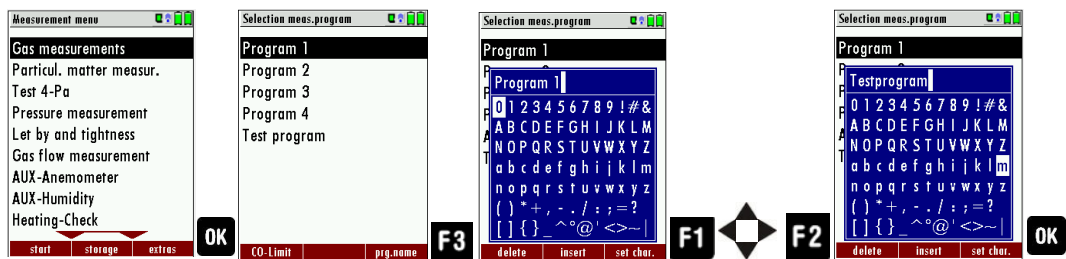 Measurement menu
Gas measurements
Particul. matter measur.
Test 4-Pa
Pressure measurement
Let by and tightness
Gas flow measurement
AUX-Anemometer
AUX-Humidity
Heating-Check
start storage extras
OK
Selection meas.program
Program 1
Program 2
Program 3
Program 4
Test program
CO-Limit prg.name
F3
Selection meas.program
Program 1
Program 1
0 1 2 3 4 5 6 7 8 9 ! # &
A B C D E F G H I J K L M
N O P Q R S T U V W X Y Z
a b c d e f g h i j k l m
n o p q r s t u v w x y z
( ) * + , - . / : ; = ?
[ ] { } _ ^ ° @ ' < > ~ |
delete insert set char.
F1
F2
Selection meas.program
Program 1
Testprogram
0 1 2 3 4 5 6 7 8 9 ! # &
A B C D E F G H I J K L M
N O P Q R S T U V W X Y Z
a b c d e f g h i j k l m
n o p q r s t u v w x y z
( ) * + , - . / : ; = ?
[ ] { } _ ^ ° @ ' < > ~ |
delete insert set char.
OK